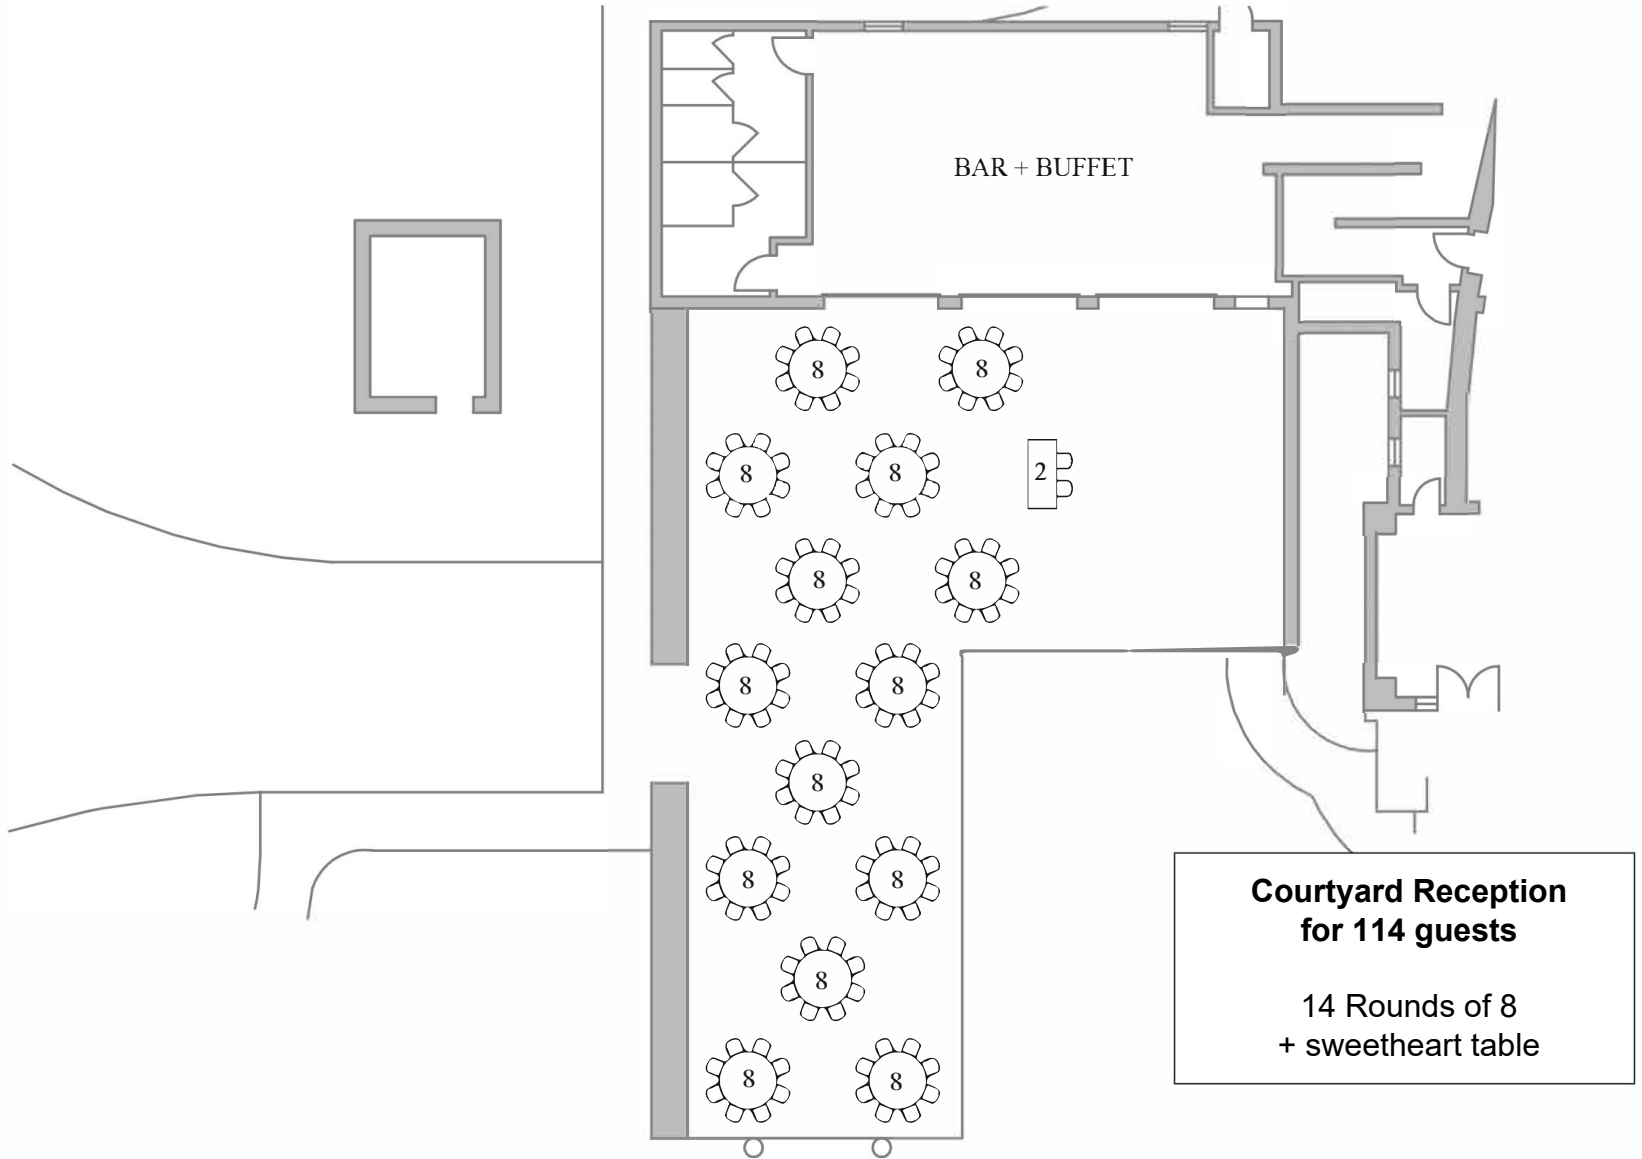 BAR + BUFFET
8 8
8 8 2
8 8
8 8
8
8 8
8
8 8
Courtyard Reception
for 114 guests
14 Rounds of 8
+ sweetheart table